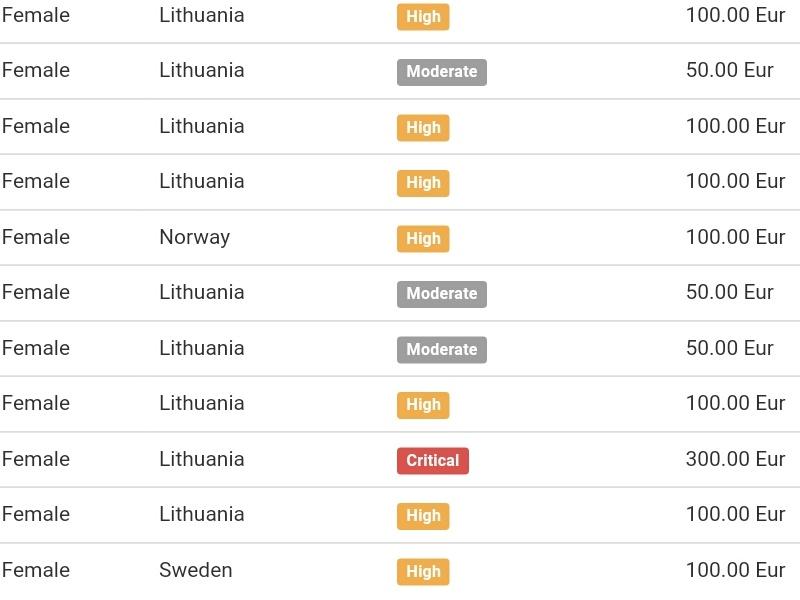 Female Lithuania High 100.00 Eur
Female Lithuania Moderate 50.00 Eur
Female Lithuania High 100.00 Eur
Female Lithuania High 100.00 Eur
Female Norway High 100.00 Eur
Female Lithuania Moderate 50.00 Eur
Female Lithuania Moderate 50.00 Eur
Female Lithuania High 100.00 Eur
Female Lithuania Critical 300.00 Eur
Female Lithuania High 100.00 Eur
Female Sweden High 100.00 Eur